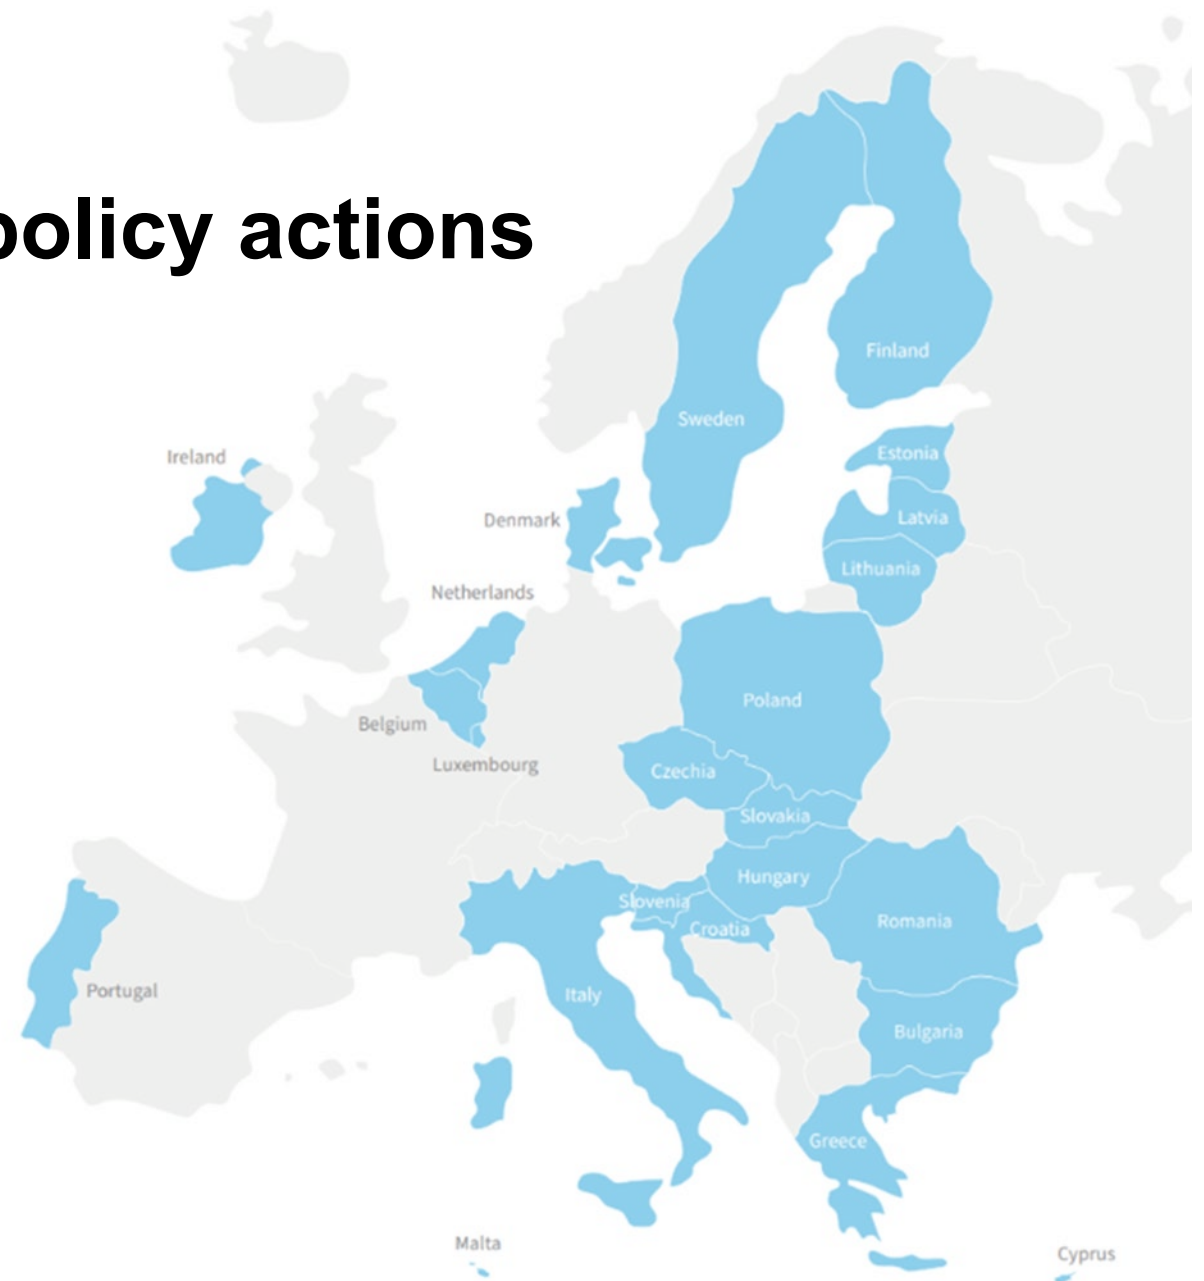 policy actions
Finland
Sweden
Estonia
Ireland
Latvia
Denmark
Lithuania
Netherlands
Poland
Belgium
Luxembourg
Czechia
Slovakia
Hungary
Slovenia
Romania
Croatia
Portugal
Italy
Bulgaria
Greece
Malta
Cyprus